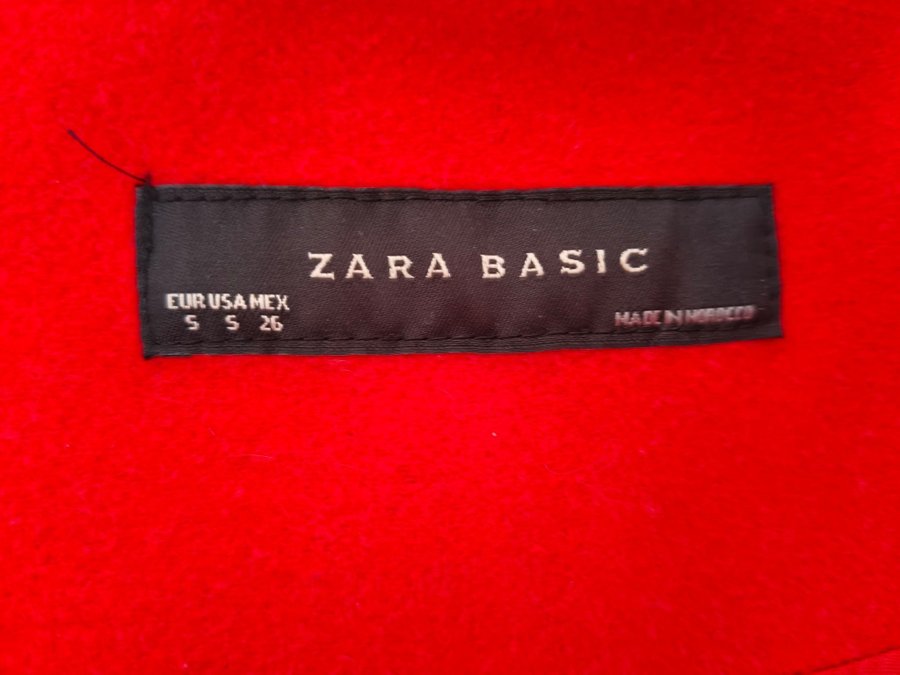 ZARA BASIC
EUR USA MEX
S S 26
MADE IN MOROCCO